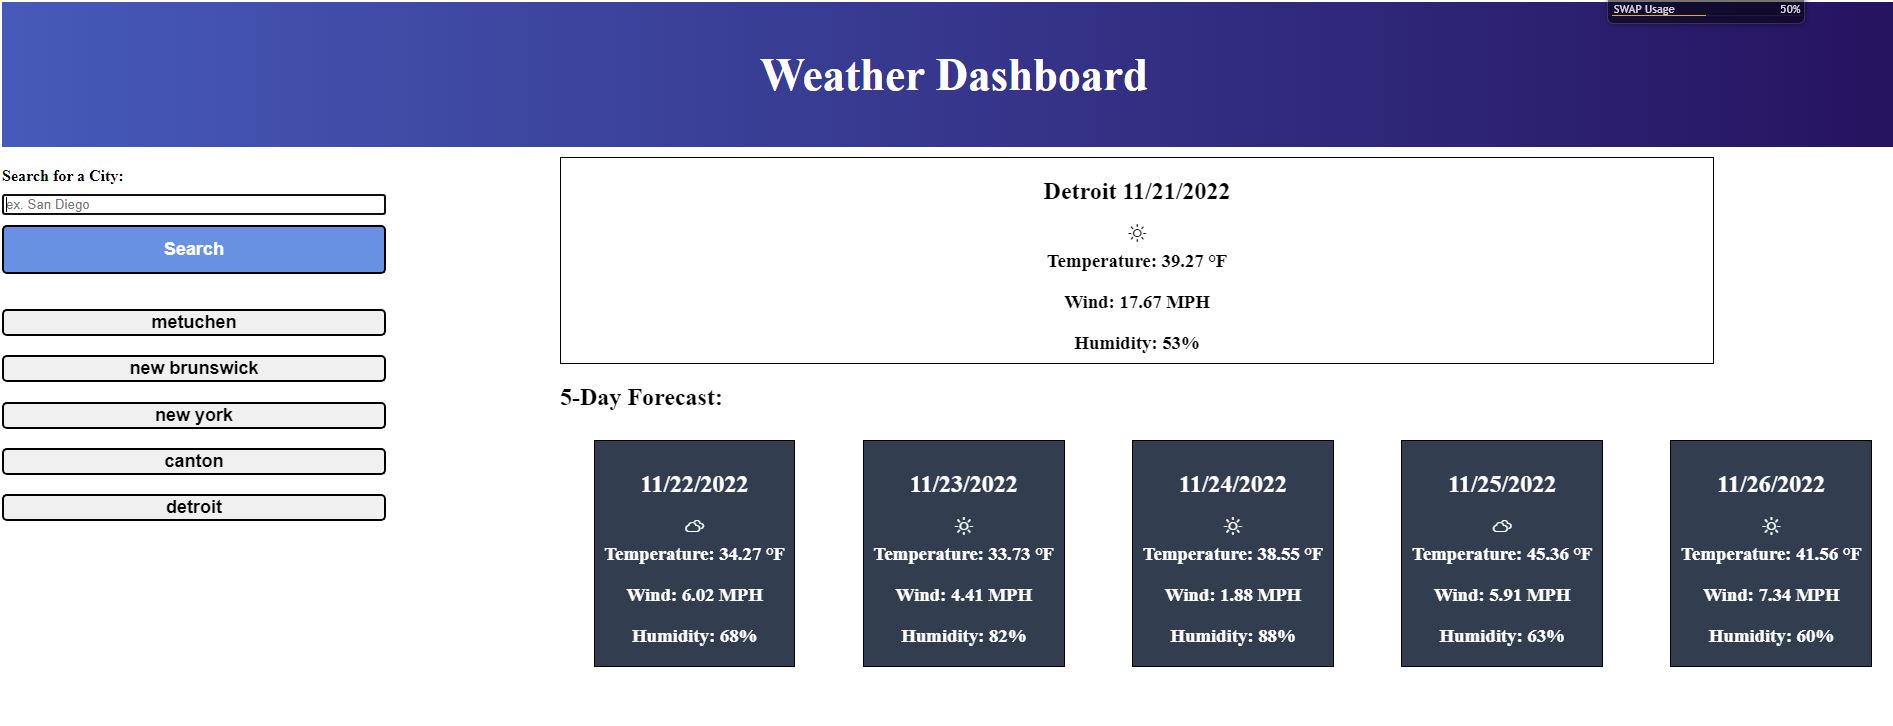 SWAP Usage 50%
Weather Dashboard
Search for a City:
ex. San Diego
Search
metuchen
new brunswick
new york
canton
detroit
Detroit 11/21/2022
Temperature: 39.27 °F
Wind: 17.67 MPH
Humidity: 53%
5-Day Forecast:
11/22/2022
Temperature: 34.27 °F
Wind: 6.02 MPH
Humidity: 68%
11/23/2022
Temperature: 33.73 °F
Wind: 4.41 MPH
Humidity: 82%
11/24/2022
Temperature: 38.55 °F
Wind: 1.88 MPH
Humidity: 88%
11/25/2022
Temperature: 45.36 °F
Wind: 5.91 MPH
Humidity: 63%
11/26/2022
Temperature: 41.56 °F
Wind: 7.34 MPH
Humidity: 60%